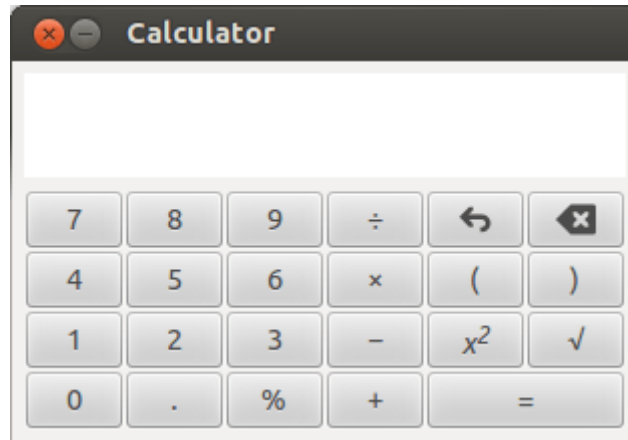 Calculator
7 8 9 ÷
4 5 6 × ( )
1 2 3 − x² √
0 . % + =